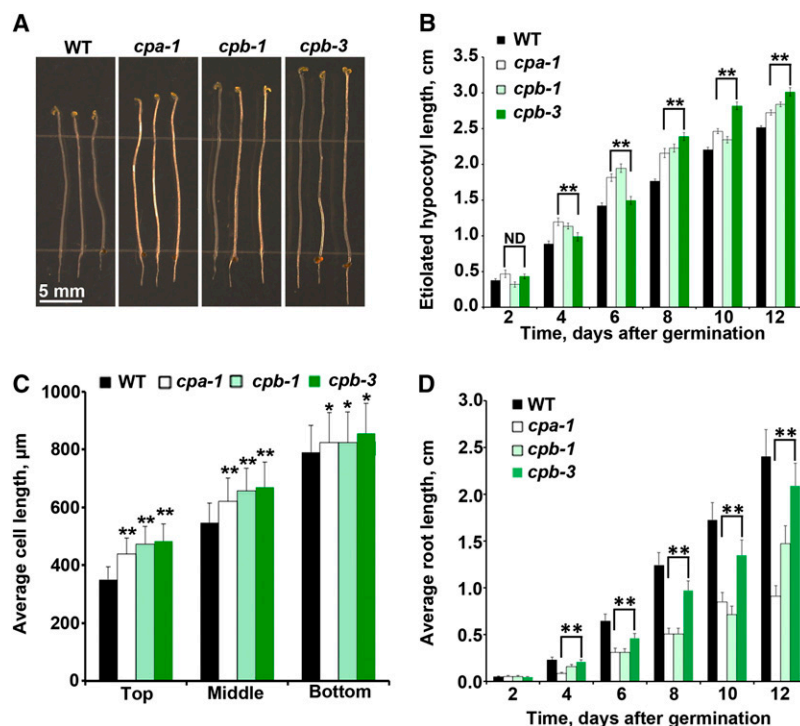 A
WT cpa-1 cpb-1 cpb-3
5 mm
B
WT
cpa-1
cpb-1
cpb-3
Etiolated hypocotyl length, cm
3.5
3.0
2.5
2.0
1.5
1.0
0.5
0.0
ND ** ** ** ** **
2 4 6 8 10 12
Time, days after germination
C
WT cpa-1 cpb-1 cpb-3
Average cell length, µm
1000
800
600
400
200
0
** ** ** ** ** ** * * *
Top Middle Bottom
D
WT
cpa-1
cpb-1
cpb-3
Average root length, cm
3.0
2.5
2.0
1.5
1.0
0.5
0.0
** ** ** ** **
2 4 6 8 10 12
Time, days after germination